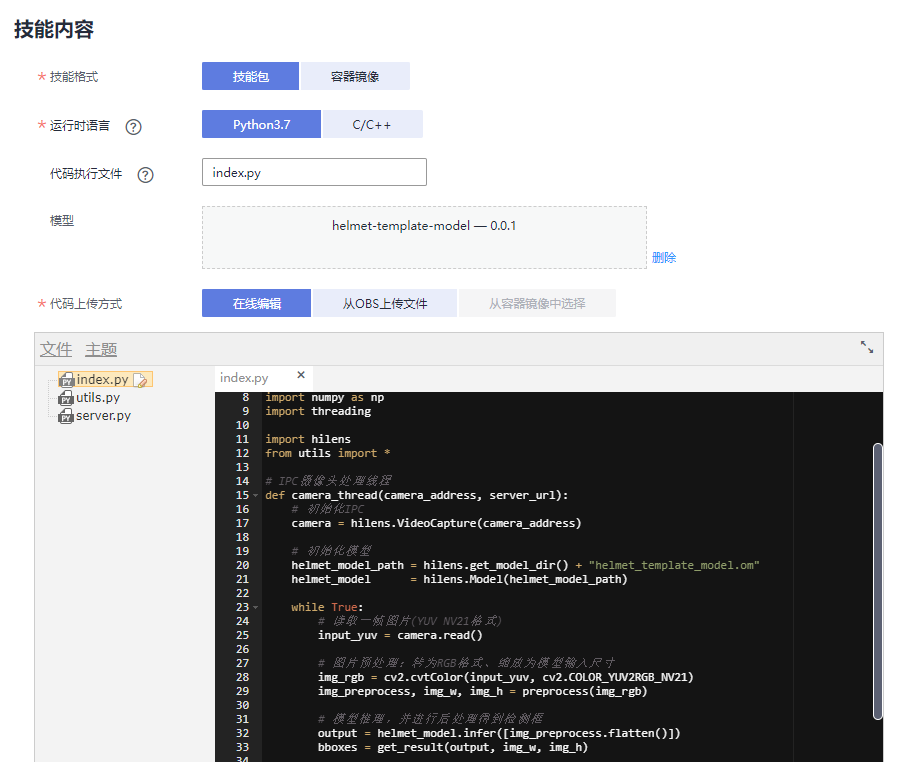 技能内容
* 技能格式 技能包 容器镜像
* 运行时语言 ? Python3.7 C/C++
代码执行文件 ? index.py
模型 helmet-template-model — 0.0.1
删除
* 代码上传方式 在线编辑 从OBS上传文件 从容器镜像中选择
文件 主题
index.py
utils.py
server.py
index.py ×
8 import numpy as np
9 import threading
10
11 import hilens
12 from utils import *
13
14 # IPC摄像头处理线程
15 def camera_thread(camera_address, server_url):
16 # 初始化IPC
17 camera = hilens.VideoCapture(camera_address)
18
19 # 初始化模型
20 helmet_model_path = hilens.get_model_dir() + "helmet_template_model.om"
21 helmet_model = hilens.Model(helmet_model_path)
22
23 while True:
24 # 读取一帧图片(YUV NV21格式)
25 input_yuv = camera.read()
26
27 # 图片预处理：转为RGB格式、缩放为模型输入尺寸
28 img_rgb = cv2.cvtColor(input_yuv, cv2.COLOR_YUV2RGB_NV21)
29 img_preprocess, img_w, img_h = preprocess(img_rgb)
30
31 # 模型推理，并进行后处理得到检测框
32 output = helmet_model.infer([img_preprocess.flatten()])
33 bboxes = get_result(output, img_w, img_h)
34